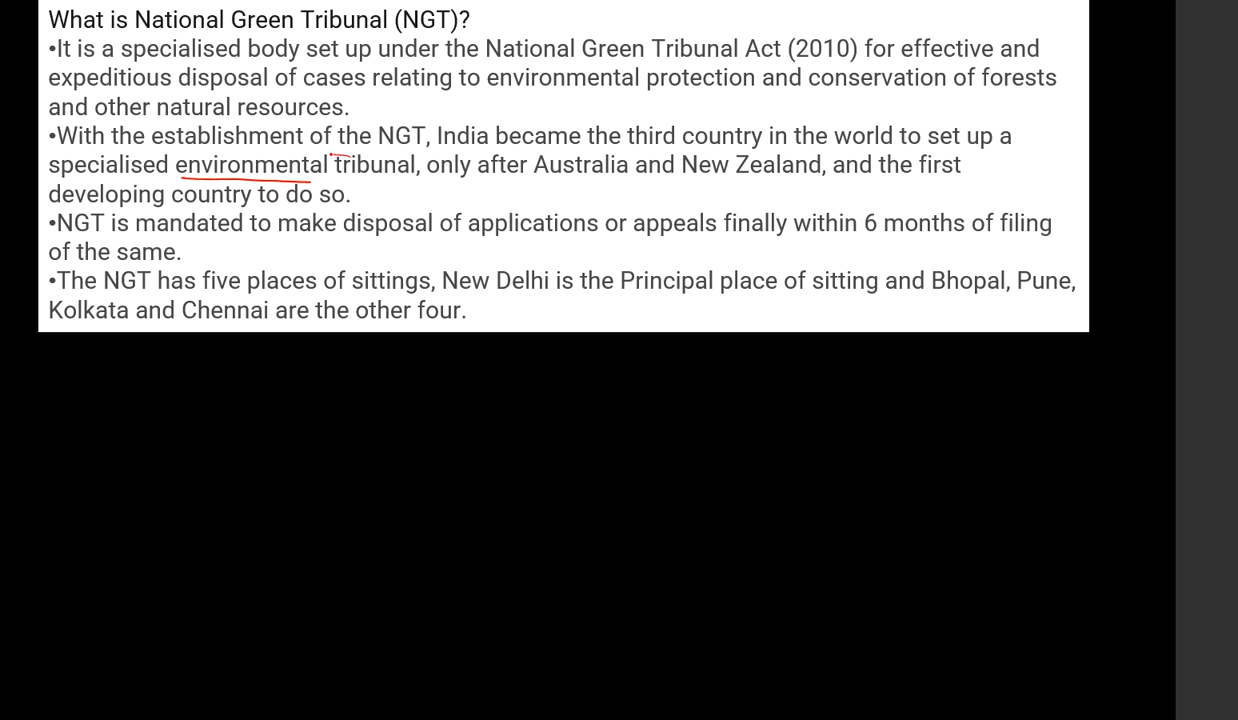 What is National Green Tribunal (NGT)?
•It is a specialised body set up under the National Green Tribunal Act (2010) for effective and
expeditious disposal of cases relating to environmental protection and conservation of forests
and other natural resources.
•With the establishment of the NGT, India became the third country in the world to set up a
specialised environmental tribunal, only after Australia and New Zealand, and the first
developing country to do so.
•NGT is mandated to make disposal of applications or appeals finally within 6 months of filing
of the same.
•The NGT has five places of sittings, New Delhi is the Principal place of sitting and Bhopal, Pune,
Kolkata and Chennai are the other four.